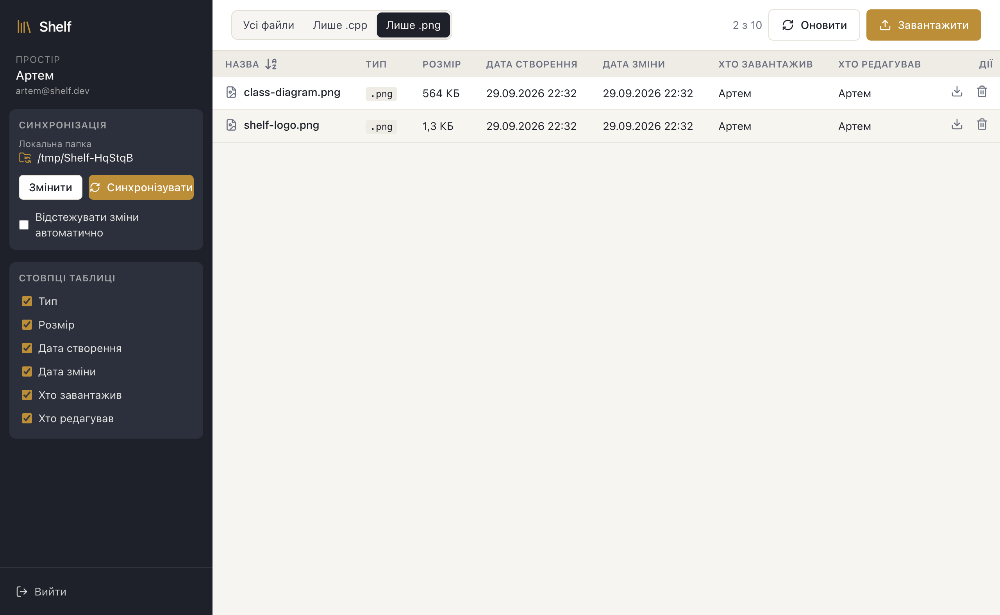 Shelf
ПРОСТІР
Артем
artem@shelf.dev
СИНХРОНІЗАЦІЯ
Локальна папка
/tmp/Shelf-HqStqB
Змінити Синхронізувати
Відстежувати зміни
автоматично
СТОВПЦІ ТАБЛИЦІ
Тип
Розмір
Дата створення
Дата зміни
Хто завантажив
Хто редагував
Вийти
Усі файли Лише .cpp Лише .png 2 з 10 Оновити Завантажити
НАЗВА ТИП РОЗМІР ДАТА СТВОРЕННЯ ДАТА ЗМІНИ ХТО ЗАВАНТАЖИВ ХТО РЕДАГУВАВ ДІЇ
class-diagram.png .png 564 КБ 29.09.2026 22:32 29.09.2026 22:32 Артем Артем
shelf-logo.png .png 1,3 КБ 29.09.2026 22:32 29.09.2026 22:32 Артем Артем